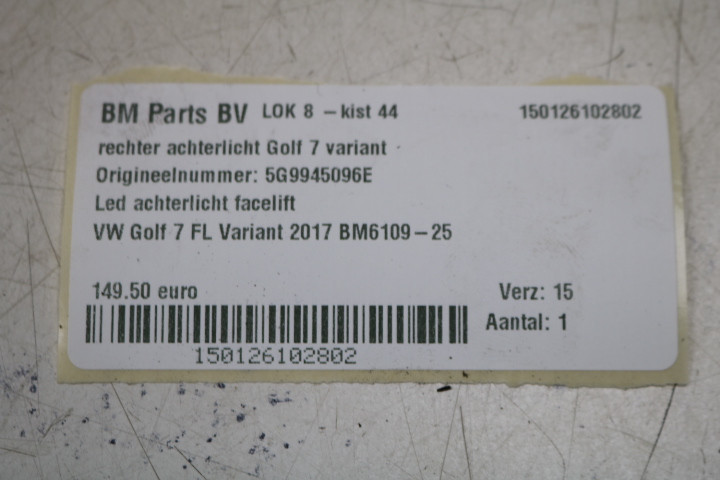 BM Parts BV LOK 8 - kist 44 150126102802
rechter achterlicht Golf 7 variant
Origineelnummer: 5G9945096E
Led achterlicht facelift
VW Golf 7 FL Variant 2017 BM6109-25
149.50 euro Verz: 15
Aantal: 1
150126102802